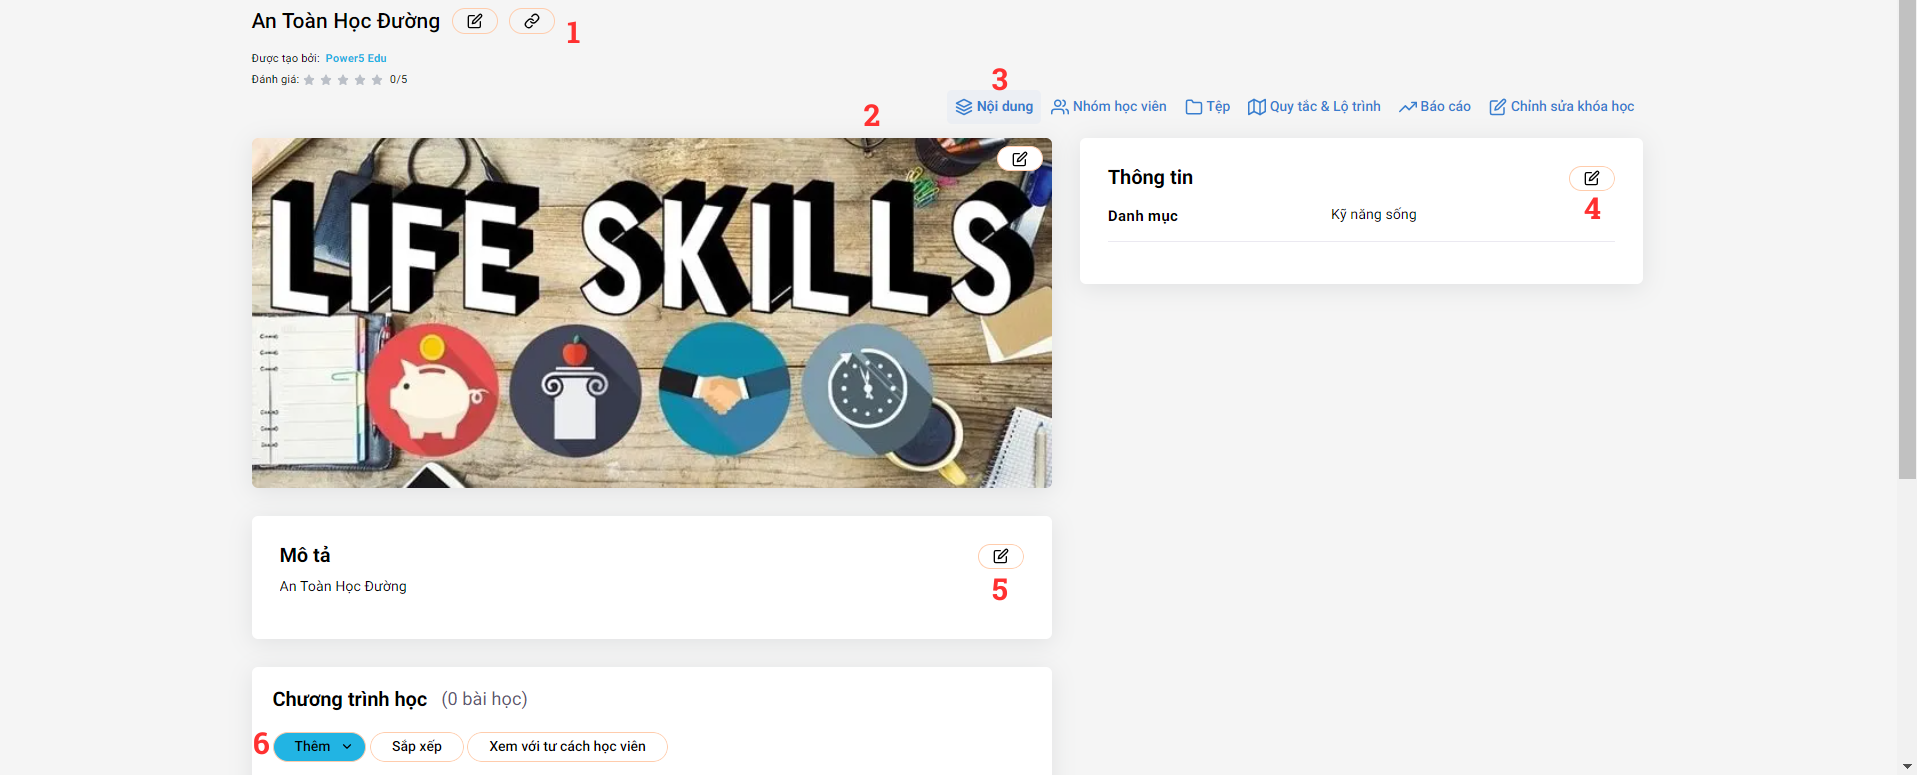 An Toàn Học Đường
1
Được tạo bởi: Power5 Edu
Đánh giá: 0/5
3
Nội dung Nhóm học viên Tệp Quy tắc & Lộ trình Báo cáo Chỉnh sửa khóa học
2
LIFE SKILLS
Thông tin
4
Danh mục Kỹ năng sống
Mô tả
An Toàn Học Đường
5
Chương trình học (0 bài học)
6 Thêm Sắp xếp Xem với tư cách học viên